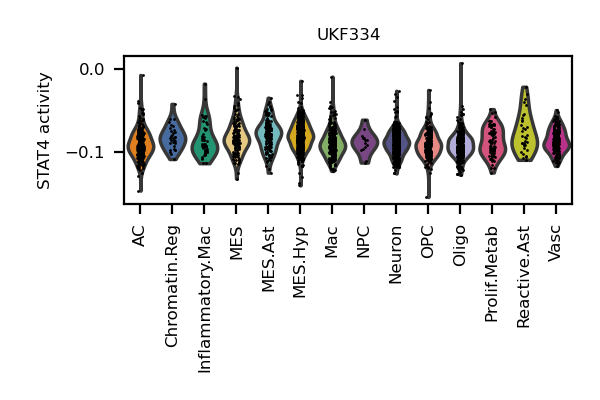 UKF334
STAT4 activity
0.0
−0.1
AC
Chromatin.Reg
Inflammatory.Mac
MES
MES.Ast
MES.Hyp
Mac
NPC
Neuron
OPC
Oligo
Prolif.Metab
Reactive.Ast
Vasc